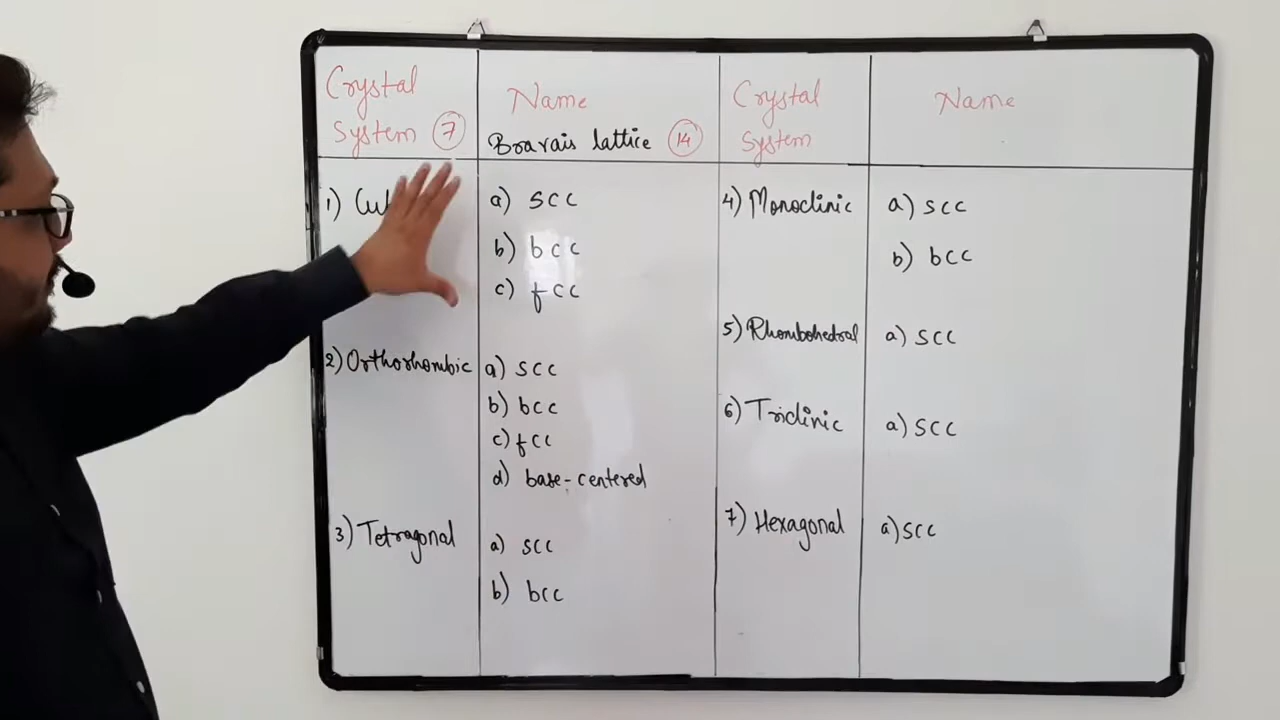 Crystal
System 7
Name
Bravais lattice 14
Crystal
System
Name
1)
a) scc
b) bcc
c) fcc
2) Orthorhombic
a) scc
b) bcc
c) fcc
d) base-centered
3) Tetragonal
a) scc
b) bcc
4) Monoclinic
a) scc
b) bcc
5) Rhombohedral
a) scc
6) Triclinic
a) scc
7) Hexagonal
a) scc